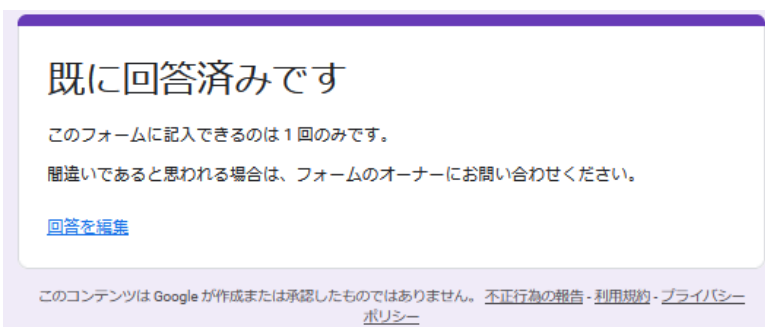 既に回答済みです
このフォームに記入できるのは 1 回のみです。
間違いであると思われる場合は、フォームのオーナーにお問い合わせください。
回答を編集
このコンテンツは Google が作成または承認したものではありません。 不正行為の報告 - 利用規約 - プライバシー
ポリシー